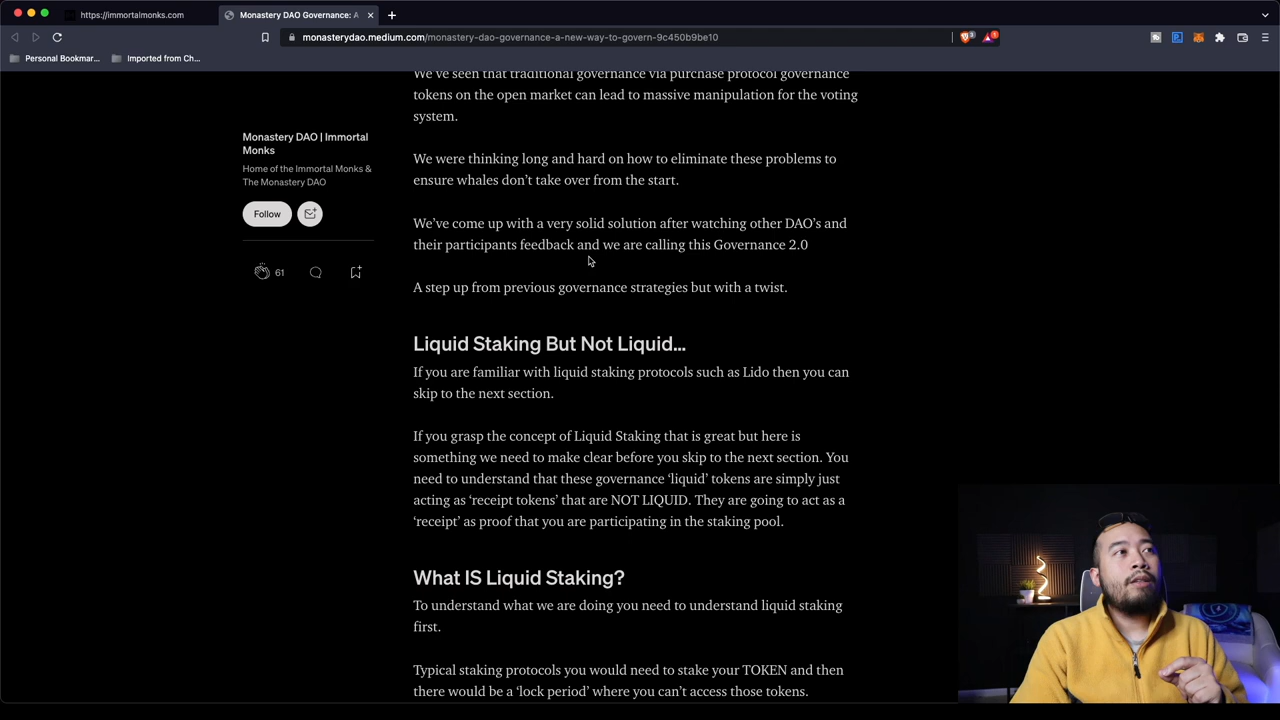 https://immortalmonks.com
Monastery DAO Governance: A
monasterydao.medium.com/monastery-dao-governance-a-new-way-to-govern-9c450b9be10
3
1
Personal Bookmar...
Imported from Ch...
We've seen that traditional governance via purchase protocol governance
tokens on the open market can lead to massive manipulation for the voting
system.
We were thinking long and hard on how to eliminate these problems to
ensure whales don't take over from the start.
We've come up with a very solid solution after watching other DAO's and
their participants feedback and we are calling this Governance 2.0
A step up from previous governance strategies but with a twist.
Liquid Staking But Not Liquid...
If you are familiar with liquid staking protocols such as Lido then you can
skip to the next section.
If you grasp the concept of Liquid Staking that is great but here is
something we need to make clear before you skip to the next section. You
need to understand that these governance 'liquid' tokens are simply just
acting as 'receipt tokens' that are NOT LIQUID. They are going to act as a
'receipt' as proof that you are participating in the staking pool.
What IS Liquid Staking?
To understand what we are doing you need to understand liquid staking
first.
Typical staking protocols you would need to stake your TOKEN and then
there would be a 'lock period' where you can't access those tokens.
Monastery DAO | Immortal
Monks
Home of the Immortal Monks &
The Monastery DAO
Follow
61